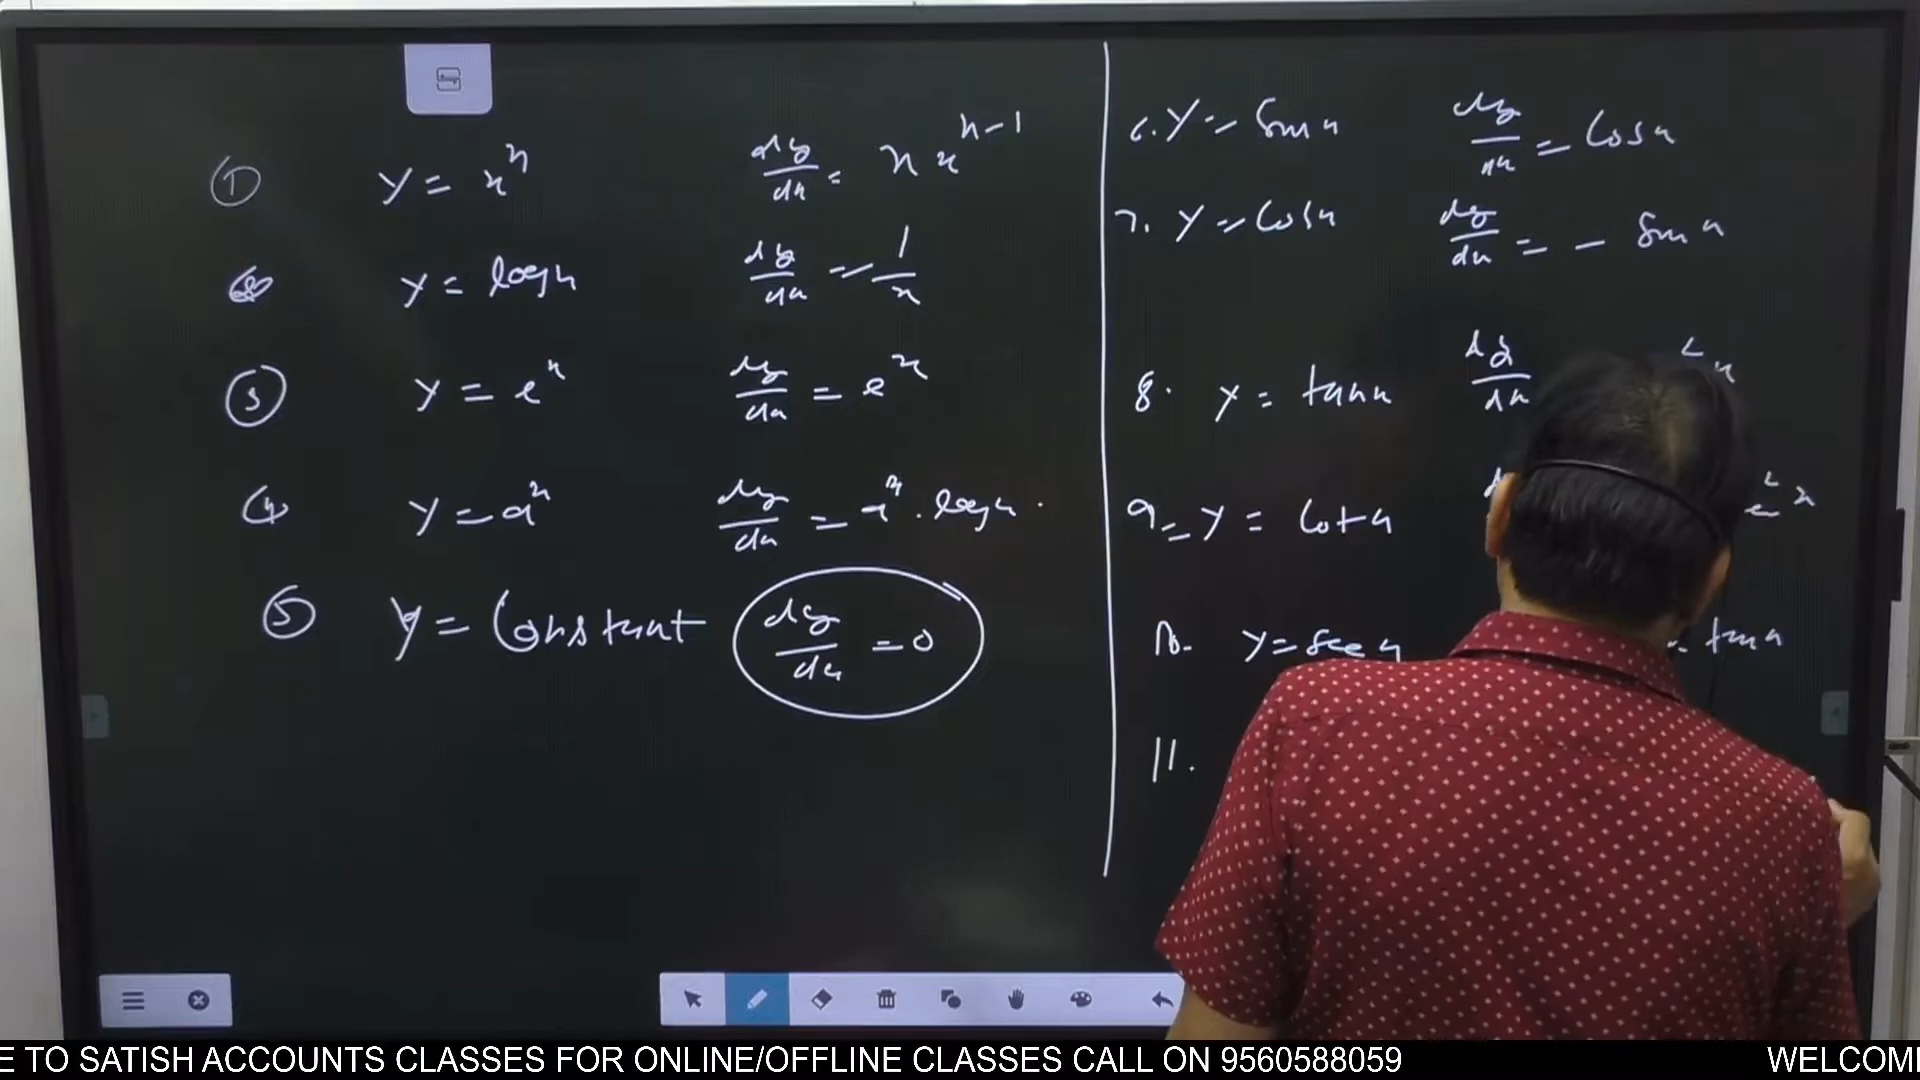 ① y = x^n dy/dx = n x^(n-1)
y = log x dy/dx = 1/x
③ y = e^x dy/dx = e^x
④ y = a^x dy/dx = a^x . log x .
⑤ y = Constant dy/dx = 0
6. y = Sin x dy/dx = Cos x
7. y = Cos x dy/dx = - Sin x
8. y = tan x dy/dx
9 = y = Cot x
10. y = Sec x . tan x
11.
E TO SATISH ACCOUNTS CLASSES FOR ONLINE/OFFLINE CLASSES CALL ON 9560588059 WELCOM